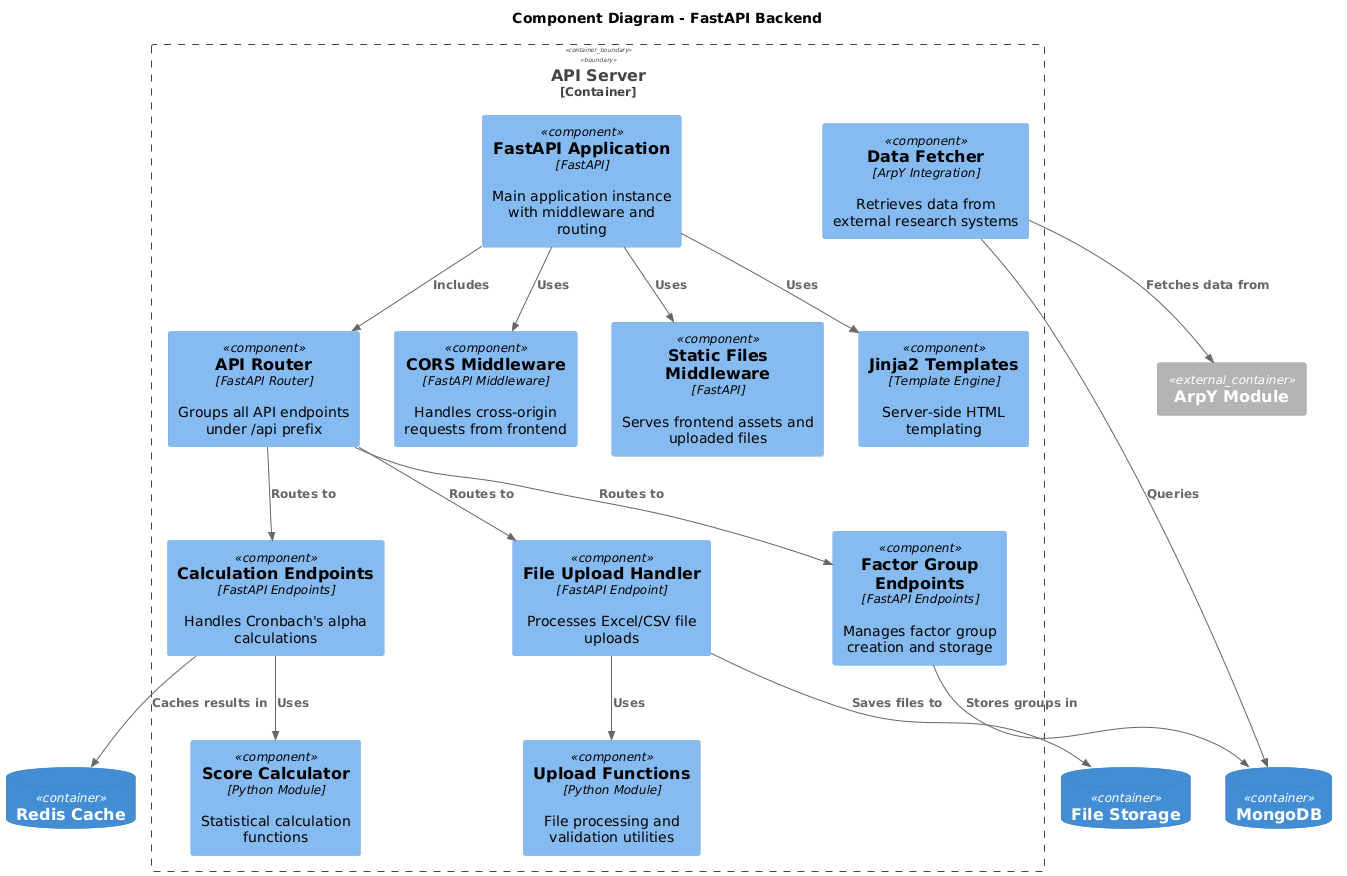 Component Diagram - FastAPI Backend
«container_boundary»
«boundary»
API Server
[Container]
«component»
FastAPI Application
[FastAPI]
Main application instance
with middleware and
routing
«component»
Data Fetcher
[ArpY Integration]
Retrieves data from
external research systems
Includes
Uses
Uses
Uses
Fetches data from
«component»
API Router
[FastAPI Router]
Groups all API endpoints
under /api prefix
«component»
CORS Middleware
[FastAPI Middleware]
Handles cross-origin
requests from frontend
«component»
Static Files
Middleware
[FastAPI]
Serves frontend assets and
uploaded files
«component»
Jinja2 Templates
[Template Engine]
Server-side HTML
templating
«external_container»
ArpY Module
Routes to
Routes to
Routes to
Queries
«component»
Calculation Endpoints
[FastAPI Endpoints]
Handles Cronbach's alpha
calculations
«component»
File Upload Handler
[FastAPI Endpoint]
Processes Excel/CSV file
uploads
«component»
Factor Group
Endpoints
[FastAPI Endpoints]
Manages factor group
creation and storage
Caches results in
Uses
Uses
Saves files to
Stores groups in
«container»
Redis Cache
«component»
Score Calculator
[Python Module]
Statistical calculation
functions
«component»
Upload Functions
[Python Module]
File processing and
validation utilities
«container»
File Storage
«container»
MongoDB